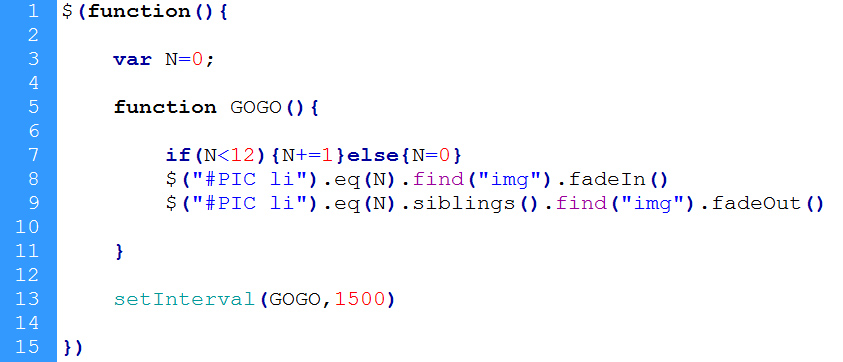 1 $(function(){
2
3 var N=0;
4
5 function GOGO(){
6
7 if(N<12){N+=1}else{N=0}
8 $("#PIC li").eq(N).find("img").fadeIn()
9 $("#PIC li").eq(N).siblings().find("img").fadeOut()
10
11 }
12
13 setInterval(GOGO,1500)
14
15 })